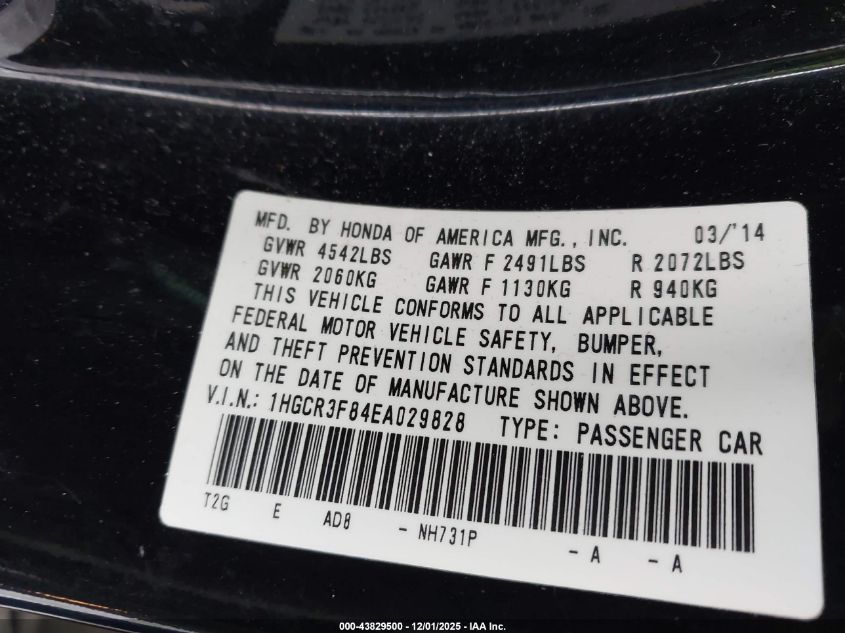 MFD. BY HONDA OF AMERICA MFG., INC. 03/'14
GVWR 4542LBS GAWR F 2491LBS R 2072LBS
GVWR 2060KG GAWR F 1130KG R 940KG
THIS VEHICLE CONFORMS TO ALL APPLICABLE
FEDERAL MOTOR VEHICLE SAFETY, BUMPER,
AND THEFT PREVENTION STANDARDS IN EFFECT
ON THE DATE OF MANUFACTURE SHOWN ABOVE.
V.I.N.: 1HGCR3F84EA029828 TYPE: PASSENGER CAR
T2G E AD8 - NH731P - A - A
000-43829500 - 12/01/2025 - IAA Inc.